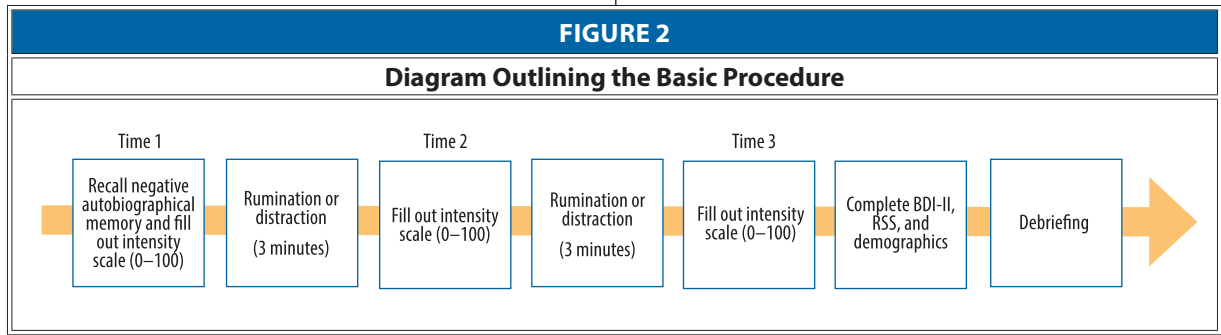 FIGURE 2
Diagram Outlining the Basic Procedure
Time 1
Recall negative
autobiographical
memory and fill
out intensity
scale (0–100)
Rumination or
distraction
(3 minutes)
Time 2
Fill out intensity
scale (0–100)
Rumination or
distraction
(3 minutes)
Time 3
Fill out intensity
scale (0–100)
Complete BDI-II,
RSS, and
demographics
Debriefing